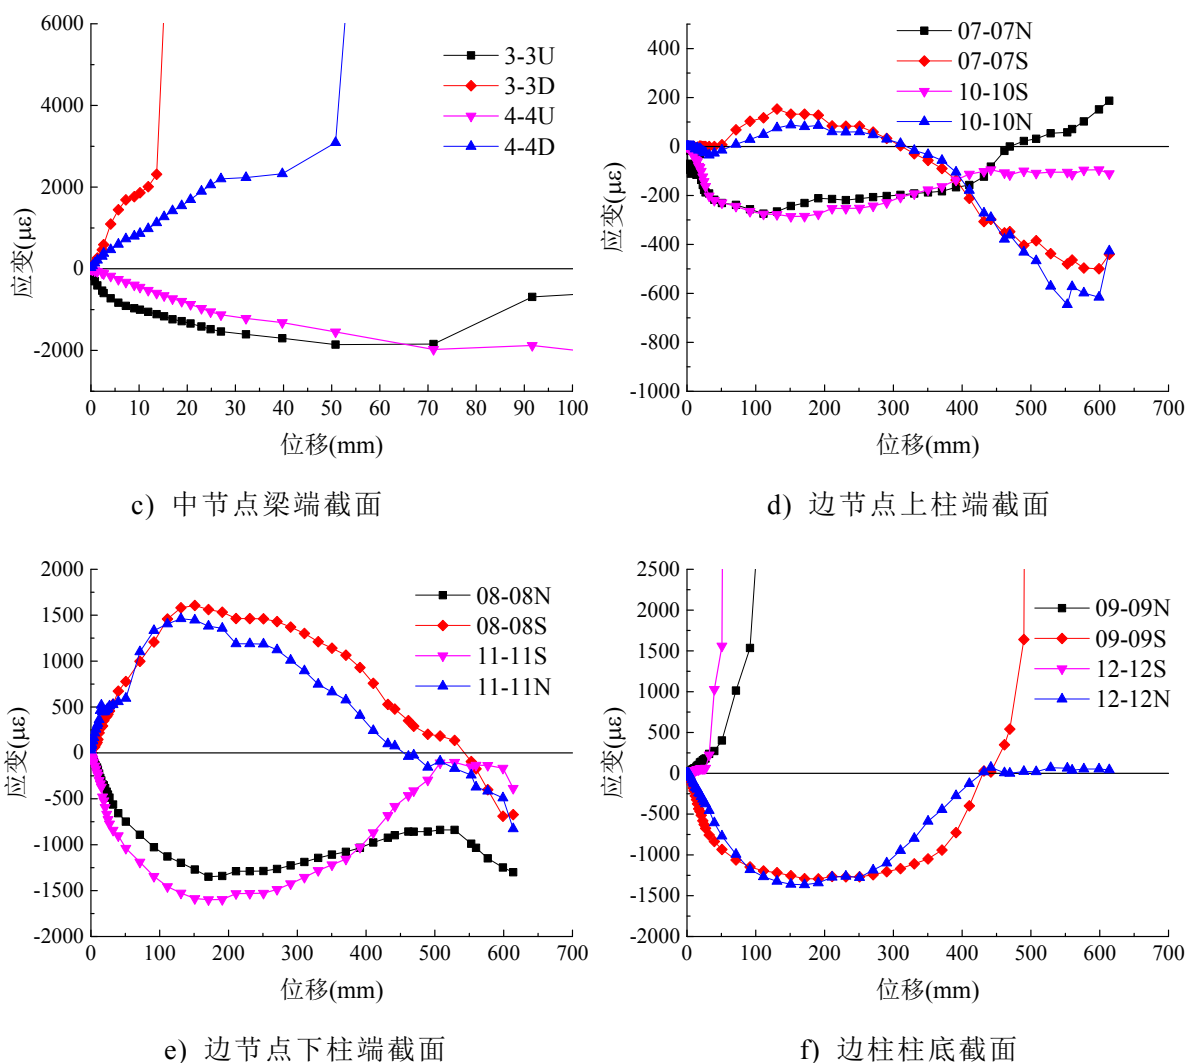 6000
4000
2000
0
-2000
应变(με)
3-3U
3-3D
4-4U
4-4D
0 10 20 30 40 50 60 70 80 90 100
位移(mm)
c) 中节点梁端截面
400
200
0
-200
-400
-600
-800
-1000
应变(με)
07-07N
07-07S
10-10S
10-10N
0 100 200 300 400 500 600 700
位移(mm)
d) 边节点上柱端截面
2000
1500
1000
500
0
-500
-1000
-1500
-2000
应变(με)
08-08N
08-08S
11-11S
11-11N
0 100 200 300 400 500 600 700
位移(mm)
e) 边节点下柱端截面
2500
2000
1500
1000
500
0
-500
-1000
-1500
-2000
应变(με)
09-09N
09-09S
12-12S
12-12N
0 100 200 300 400 500 600 700
位移(mm)
f) 边柱柱底截面